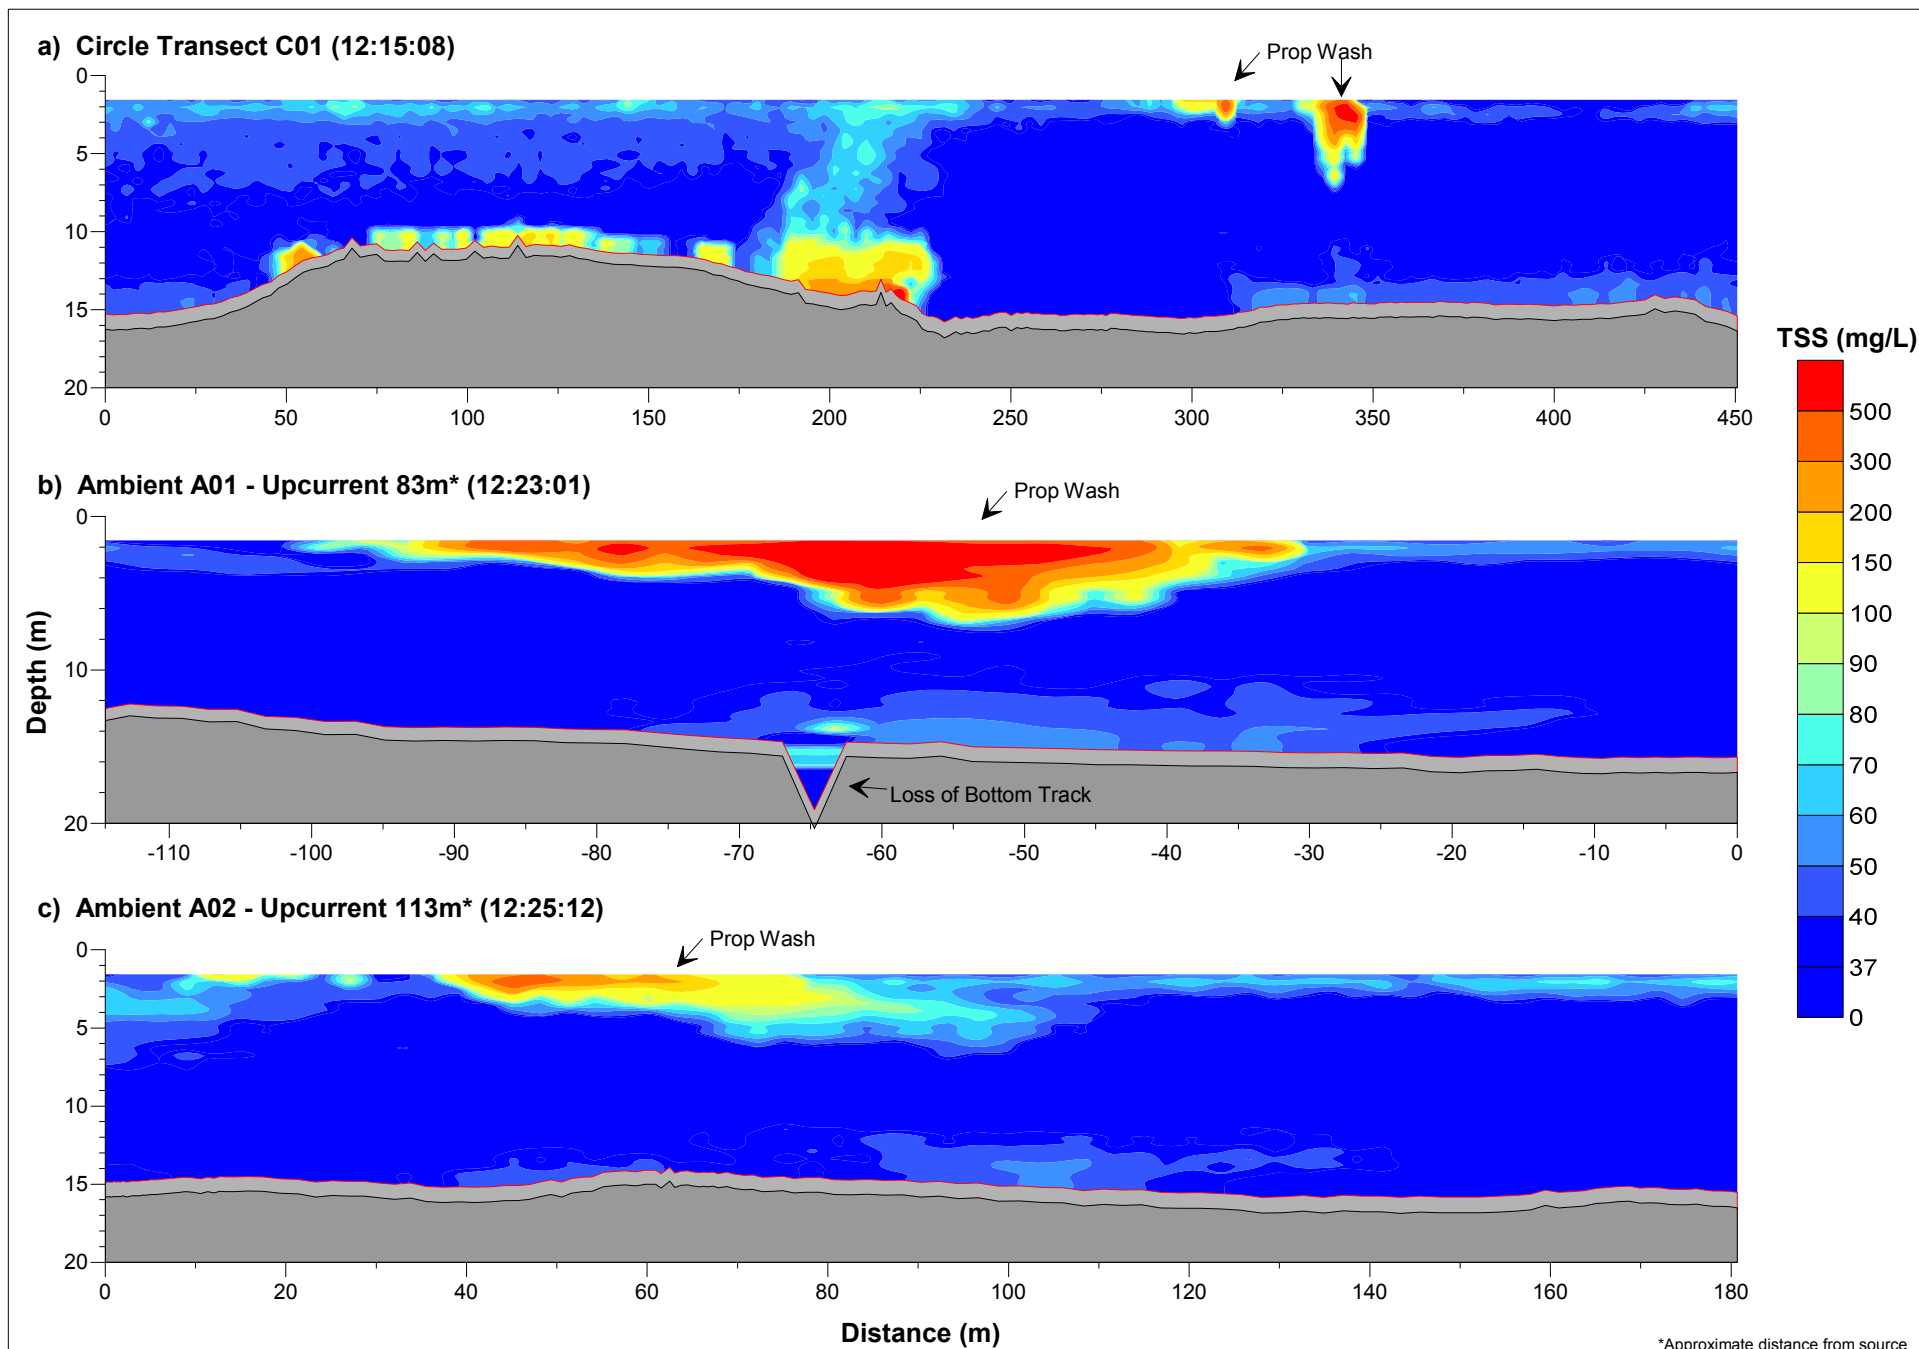 a) Circle Transect C01 (12:15:08)
Prop Wash
0
5
10
15
20
0 50 100 150 200 250 300 350 400 450
TSS (mg/L)
500
300
200
150
100
90
80
70
60
50
40
37
0
b) Ambient A01 - Upcurrent 83m* (12:23:01)
Prop Wash
0
10
20
Depth (m)
Loss of Bottom Track
-110 -100 -90 -80 -70 -60 -50 -40 -30 -20 -10 0
c) Ambient A02 - Upcurrent 113m* (12:25:12)
Prop Wash
0
5
10
15
20
0 20 40 60 80 100 120 140 160 180
Distance (m)
*Approximate distance from source